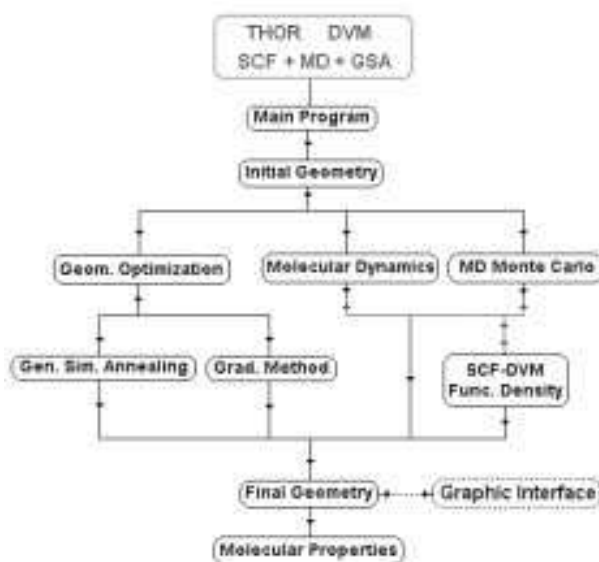 THOR DVM
SCF + MD + GSA
Main Program
Initial Geometry
Geom. Optimization
Molecular Dynamics
MD Monte Carlo
Gen. Sim. Annealing
Grad. Method
SCF-DVM
Func. Density
Final Geometry
Graphic Interface
Molecular Properties